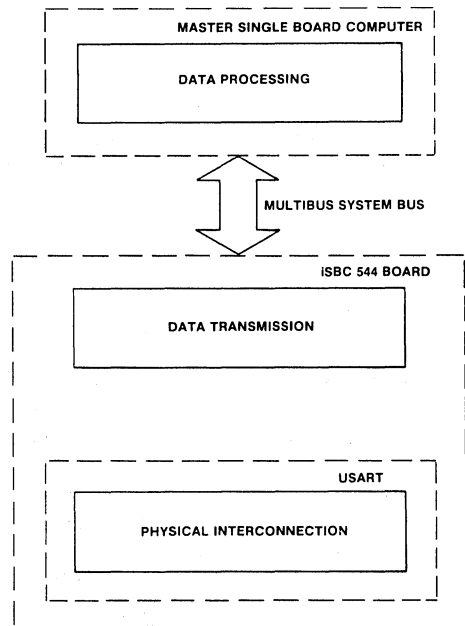 MASTER SINGLE BOARD COMPUTER
DATA PROCESSING
MULTIBUS SYSTEM BUS
iSBC 544 BOARD
DATA TRANSMISSION
USART
PHYSICAL INTERCONNECTION